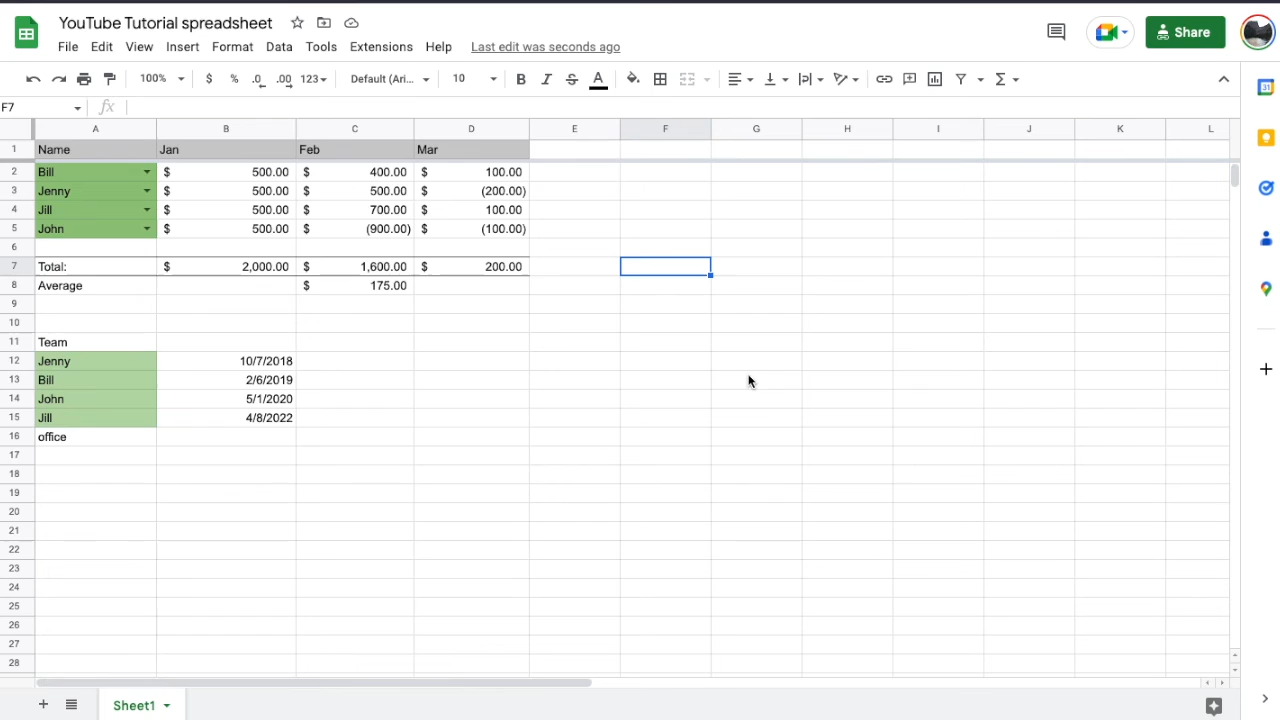 YouTube Tutorial spreadsheet
File Edit View Insert Format Data Tools Extensions Help Last edit was seconds ago
Share
100% $ % .0 .00 123 Default (Ari... 10 B I S A Σ
31
F7 fx
A B C D E F G H I J K L
1 Name Jan Feb Mar
2 Bill $ 500.00 $ 400.00 $ 100.00
3 Jenny $ 500.00 $ 500.00 $ (200.00)
4 Jill $ 500.00 $ 700.00 $ 100.00
5 John $ 500.00 $ (900.00) $ (100.00)
6
7 Total: $ 2,000.00 $ 1,600.00 $ 200.00
8 Average $ 175.00
9
10
11 Team
12 Jenny 10/7/2018
13 Bill 2/6/2019
14 John 5/1/2020
15 Jill 4/8/2022
16 office
17
18
19
20
21
22
23
24
25
26
27
28
Sheet1